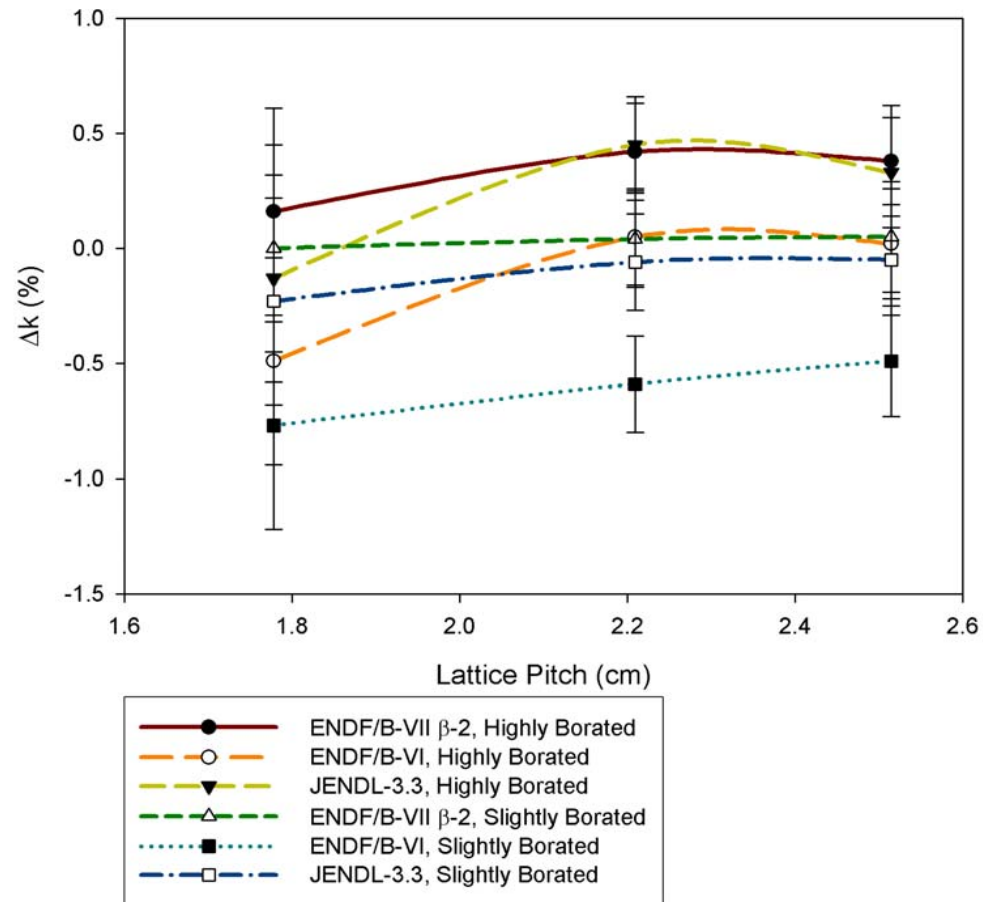 1.0
0.5
0.0
-0.5
-1.0
-1.5
Δk (%)
1.6 1.8 2.0 2.2 2.4 2.6
Lattice Pitch (cm)
ENDF/B-VII β-2, Highly Borated
ENDF/B-VI, Highly Borated
JENDL-3.3, Highly Borated
ENDF/B-VII β-2, Slightly Borated
ENDF/B-VI, Slightly Borated
JENDL-3.3, Slightly Borated